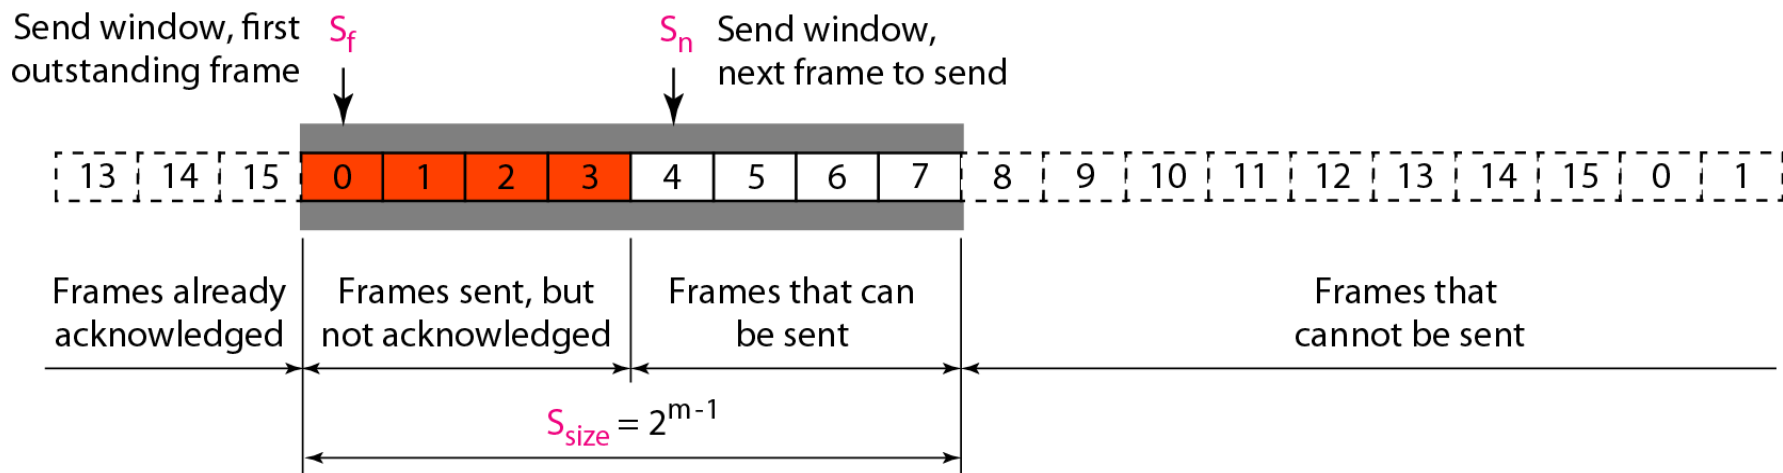 Send window, first
outstanding frame
Sf
Sn
Send window,
next frame to send
13 14 15 0 1 2 3 4 5 6 7 8 9 10 11 12 13 14 15 0 1
Frames already
acknowledged
Frames sent, but
not acknowledged
Frames that can
be sent
Frames that
cannot be sent
Ssize = 2^m-1